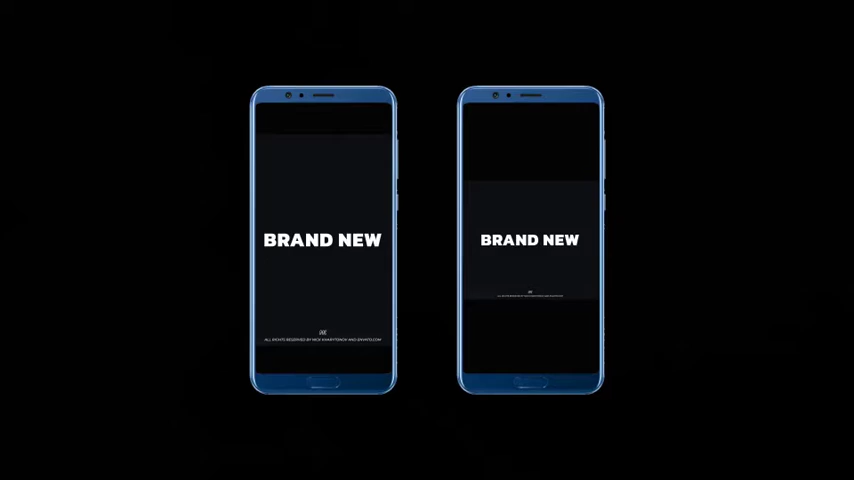 BRAND NEW
ALL RIGHTS RESERVED BY NICK KHARYTONOV AND ENVATO.COM
BRAND NEW